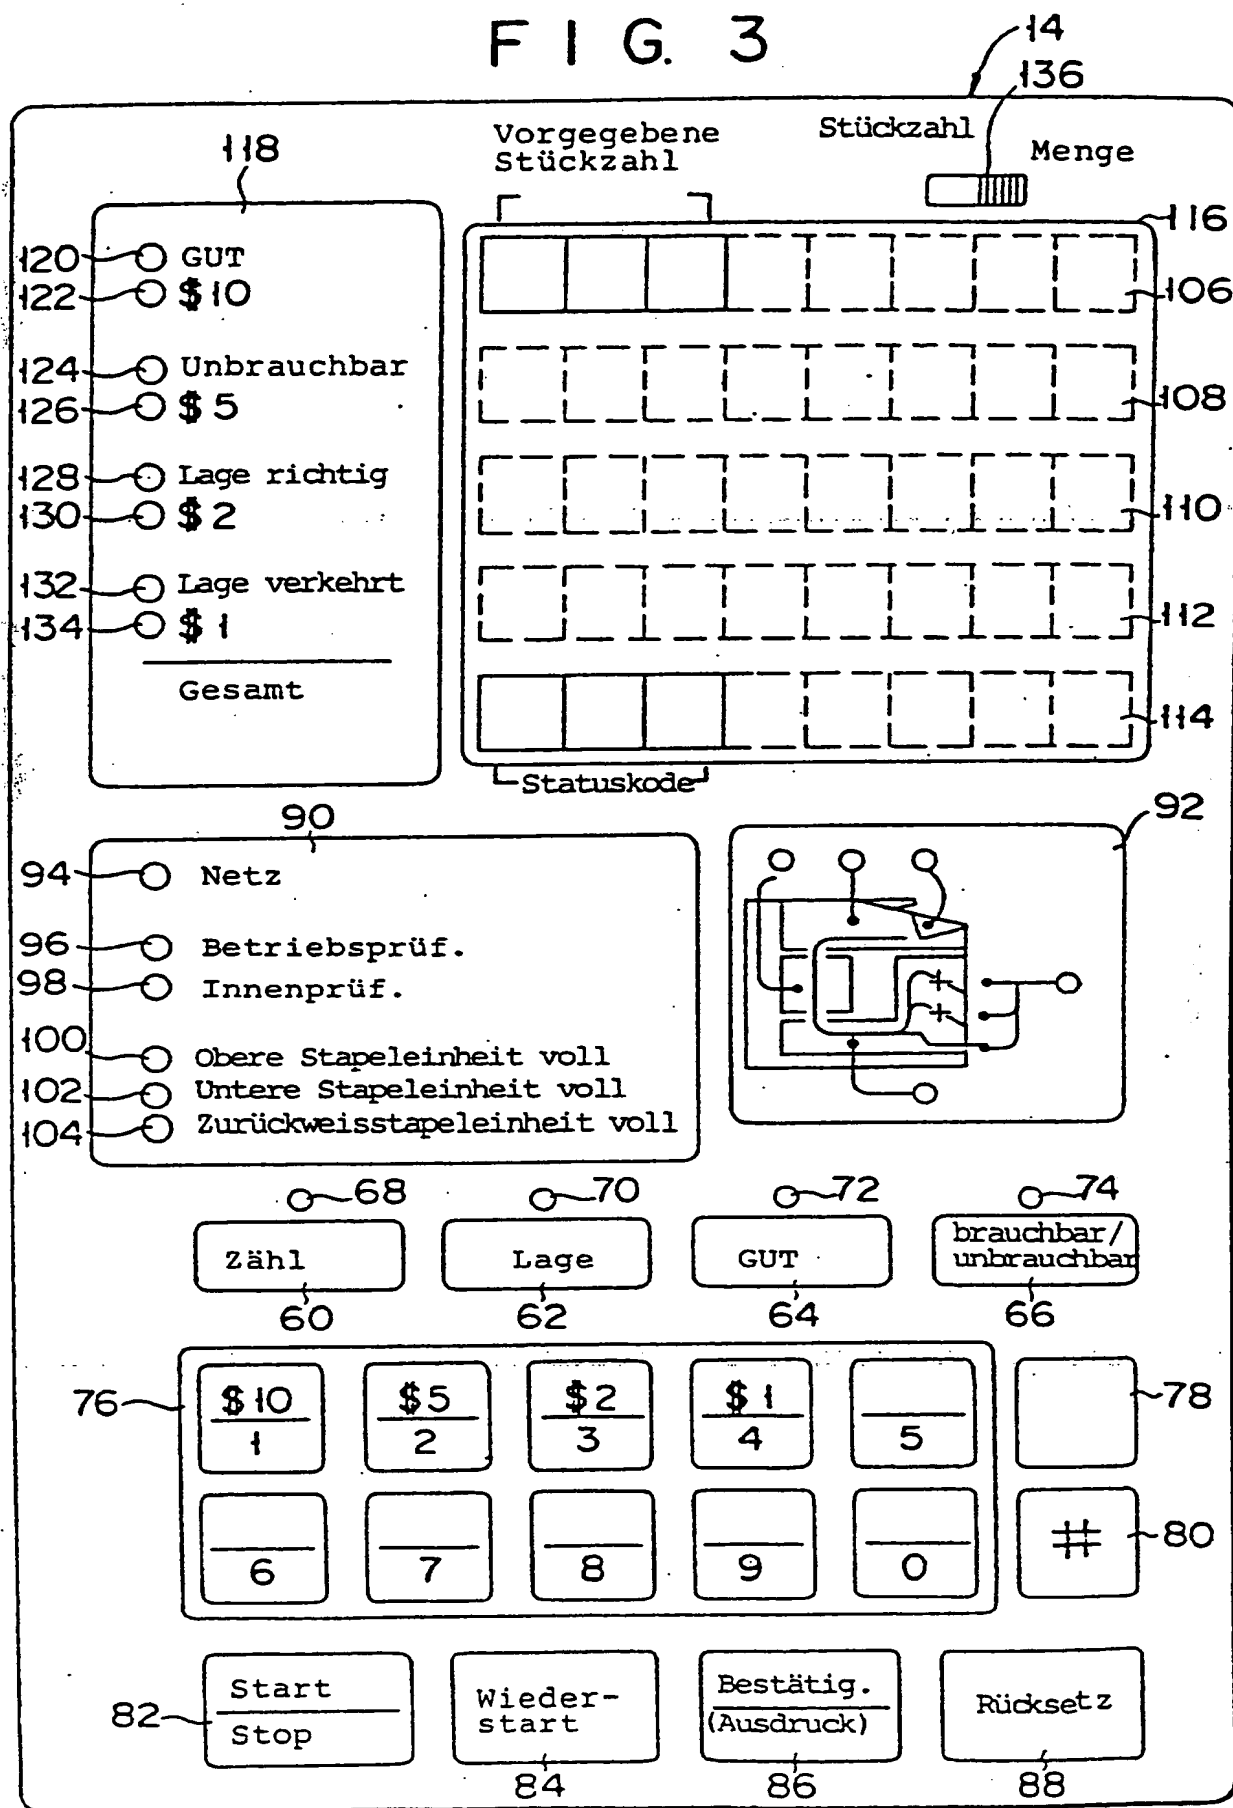 FIG. 3
14
136
Vorgegebene
Stückzahl
Stückzahl
Menge
118
116
120 GUT
122 $10
106
124 Unbrauchbar
126 $5
108
128 Lage richtig
130 $2
110
132 Lage verkehrt
134 $1
112
Gesamt
114
Statuskode
90
92
94 Netz
96 Betriebsprüf.
98 Innenprüf.
100 Obere Stapeleinheit voll
102 Untere Stapeleinheit voll
104 Zurückweisstapeleinheit voll
68 70 72 74
Zähl
Lage
GUT
brauchbar/
unbrauchbar
60 62 64 66
76
$10 $5 $2 $1
1 2 3 4 5
78
6 7 8 9 0
# 80
82
Start
Stop
Wieder-
start
Bestätig.
(Ausdruck)
Rücksetz
84 86 88